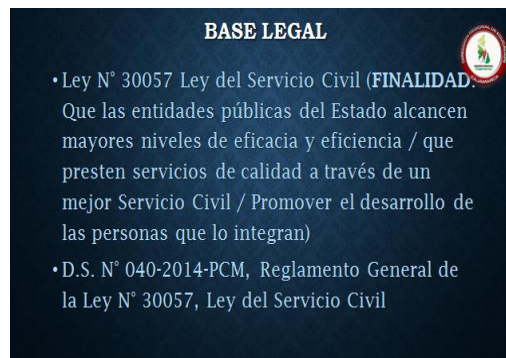 BASE LEGAL
• Ley N° 30057 Ley del Servicio Civil (FINALIDAD:
Que las entidades públicas del Estado alcancen
mayores niveles de eficacia y eficiencia / que
presten servicios de calidad a través de un
mejor Servicio Civil / Promover el desarrollo de
las personas que lo integran)
• D.S. N° 040-2014-PCM, Reglamento General de
la Ley N° 30057, Ley del Servicio Civil